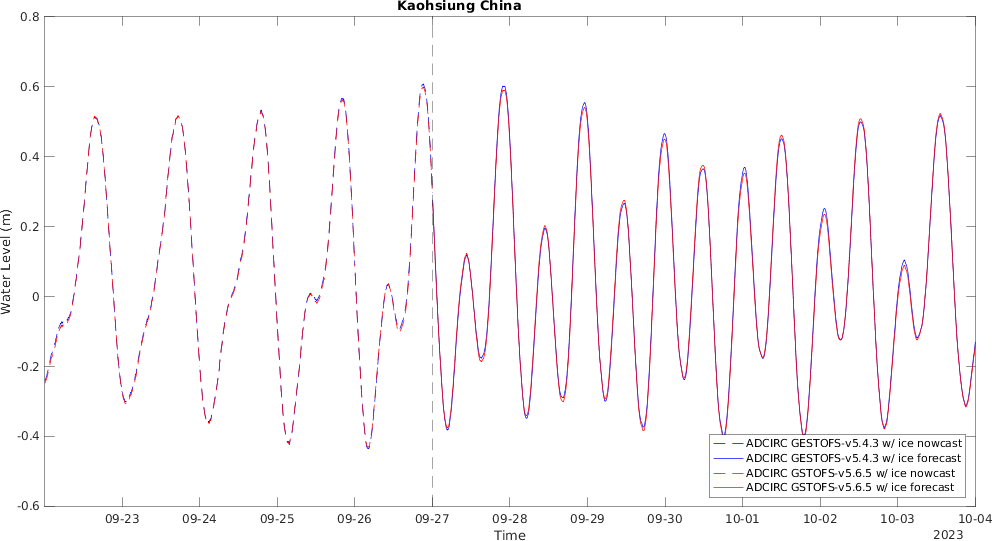 Kaohsiung China
0.8
0.6
0.4
0.2
0
-0.2
-0.4
-0.6
Water Level (m)
ADCIRC GESTOFS-v5.4.3 w/ ice nowcast
ADCIRC GESTOFS-v5.4.3 w/ ice forecast
ADCIRC GSTOFS-v5.6.5 w/ ice nowcast
ADCIRC GSTOFS-v5.6.5 w/ ice forecast
09-23 09-24 09-25 09-26 09-27 09-28 09-29 09-30 10-01 10-02 10-03 10-04
Time
2023